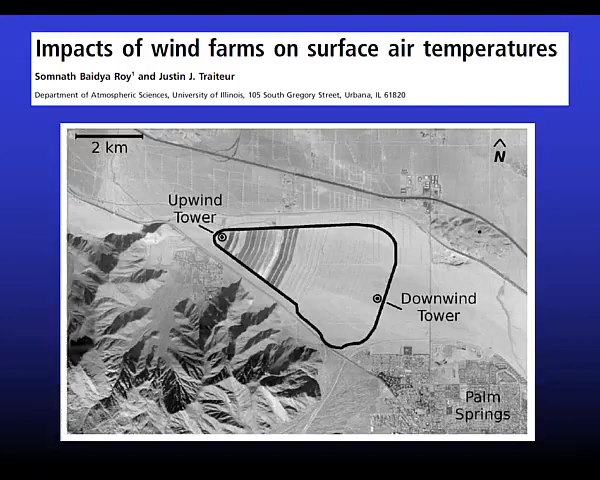 Impacts of wind farms on surface air temperatures
Somnath Baidya Roy¹ and Justin J. Traiteur
Department of Atmospheric Sciences, University of Illinois, 105 South Gregory Street, Urbana, IL 61820
2 km
N
Upwind
Tower
Downwind
Tower
Palm
Springs